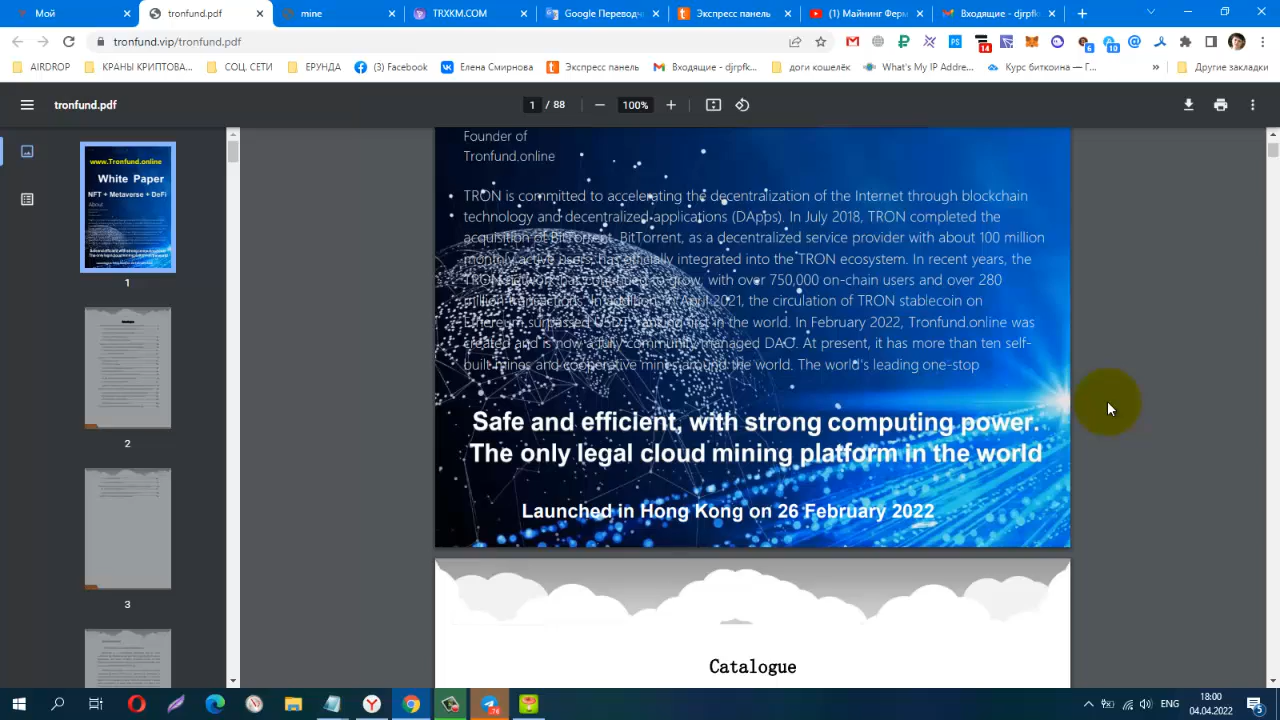 Мой
tronfund.pdf
mine
TRXKM.COM
Google Переводч
Экспресс панель
(1) Майнинг Ферм
Входящие - djrpfk
tronfund.vip/tronfund.pdf
14
6
10
AIRDROP
КРАНЫ КРИПТОВА...
СОЦ. СЕТИ
ЕРУНДА
(3) Facebook
Елена Смирнова
Экспресс панель
Входящие - djrpfk...
доги кошелёк
What's My IP Addre...
Курс биткоина — Г...
»
Другие закладки
tronfund.pdf
1 / 88
100%
www.Tronfund.online
White Paper
NFT + Metaverse + DeFi
About
1
2
3
Founder of
Tronfund.online
• TRON is committed to accelerating the decentralization of the Internet through blockchain
• technology and decentralized applications (DApps). In July 2018, TRON completed the
acquisition of BitTorrent, as a decentralized service provider with about 100 million
monthly active users, has officially integrated into the TRON ecosystem. In recent years, the
TRON has continued to grow, with over 750,000 on-chain users and over 280
million transactions. In addition, in April 2021, the circulation of TRON stablecoin on
Ethereum surpassed USDT, ranking first in the world. In February 2022, Tronfund.online was
created and is now a fully community managed DAO. At present, it has more than ten self-
built mines and cooperative mines around the world. The world's leading one-stop
Safe and efficient, with strong computing power.
The only legal cloud mining platform in the world
Launched in Hong Kong on 26 February 2022
Catalogue
ENG
18:00
04.04.2022